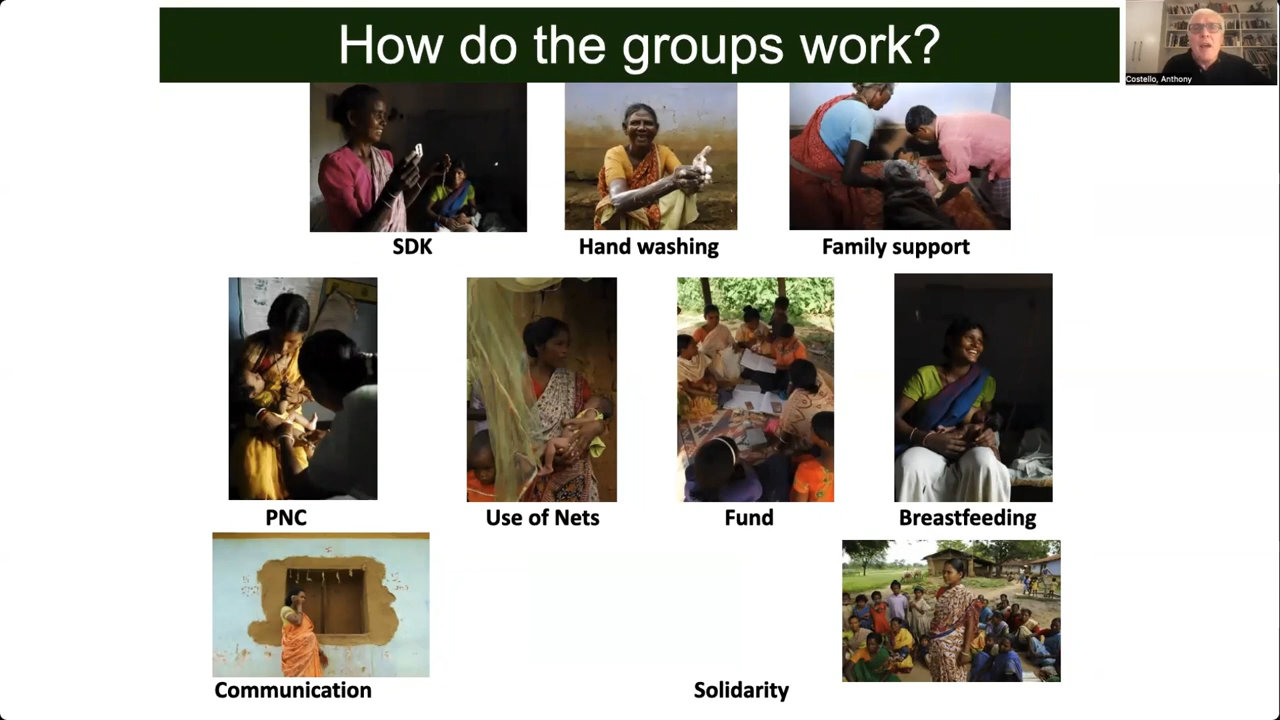 How do the groups work?
Costello, Anthony
SDK
Hand washing
Family support
PNC
Use of Nets
Fund
Breastfeeding
Communication
Solidarity